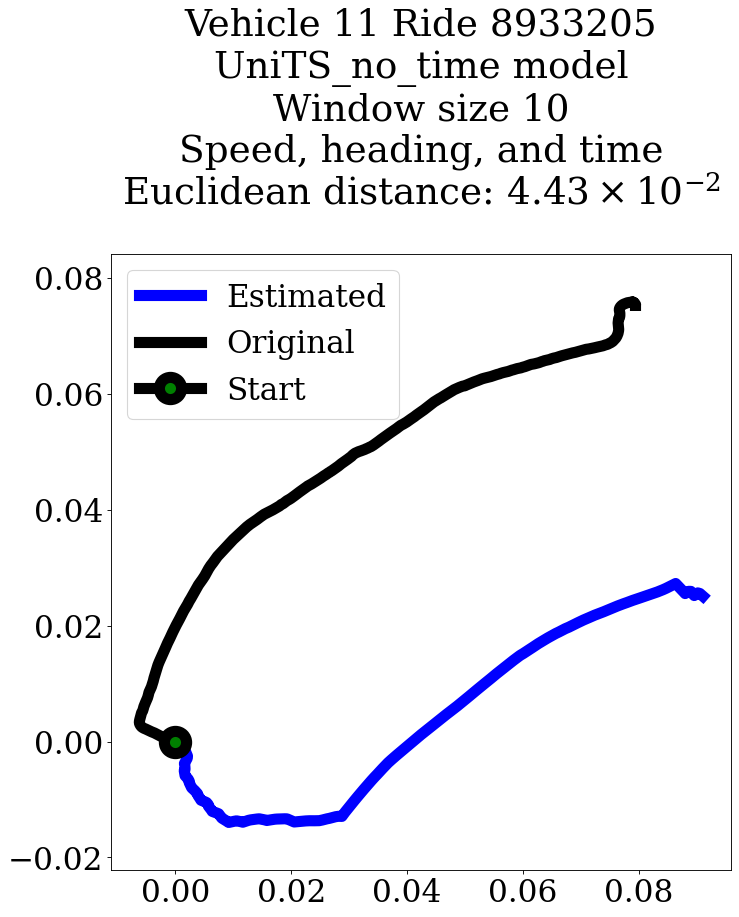 Vehicle 11 Ride 8933205
UniTS_no_time model
Window size 10
Speed, heading, and time
Euclidean distance: 4.43 × 10⁻²
Estimated
Original
Start
0.08
0.06
0.04
0.02
0.00
−0.02
0.00 0.02 0.04 0.06 0.08